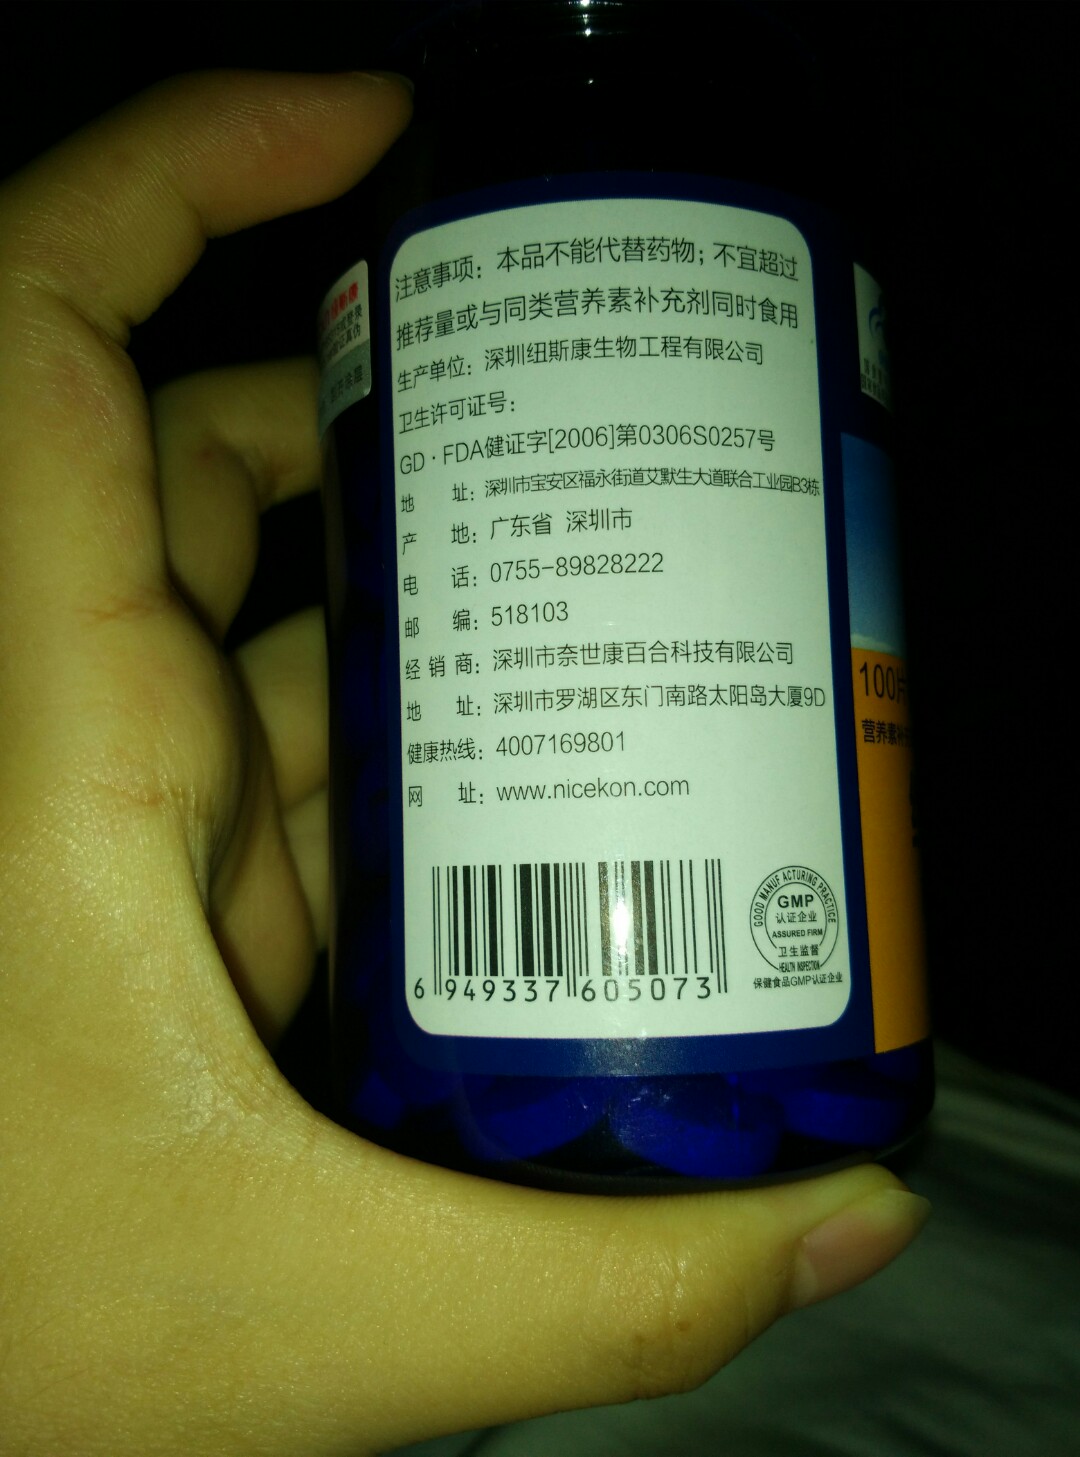 注意事项：本品不能代替药物；不宜超过
推荐量或与同类营养素补充剂同时食用
生产单位：深圳纽斯康生物工程有限公司
卫生许可证号：
GD·FDA健证字[2006]第0306S0257号
地 址：深圳市宝安区福永街道艾默生大道联合工业园B3栋
产 地：广东省 深圳市
电 话：0755-89828222
邮 编：518103
经 销 商：深圳市奈世康百合科技有限公司
地 址：深圳市罗湖区东门南路太阳岛大厦9D
健康热线：4007169801
网 址：www.nicekon.com
6 949337 605073
GOOD MANUFACTURING PRACTICE
GMP
认证企业
ASSURED FIRM
卫生监督
HEALTH INSPECTION
保健食品GMP认证企业
100片
营养素补